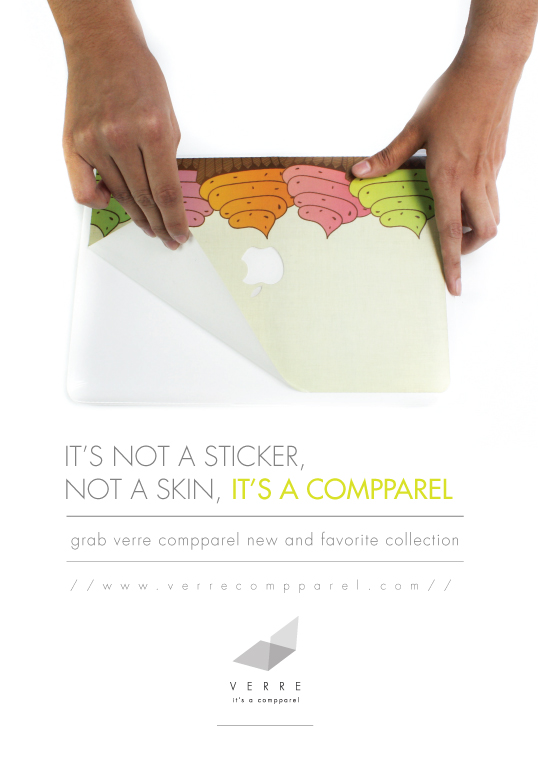 IT'S NOT A STICKER,
NOT A SKIN, IT'S A COMPPAREL
grab verre compparel new and favorite collection
//www.verrecompparel.com//
VERRE
it's a compparel